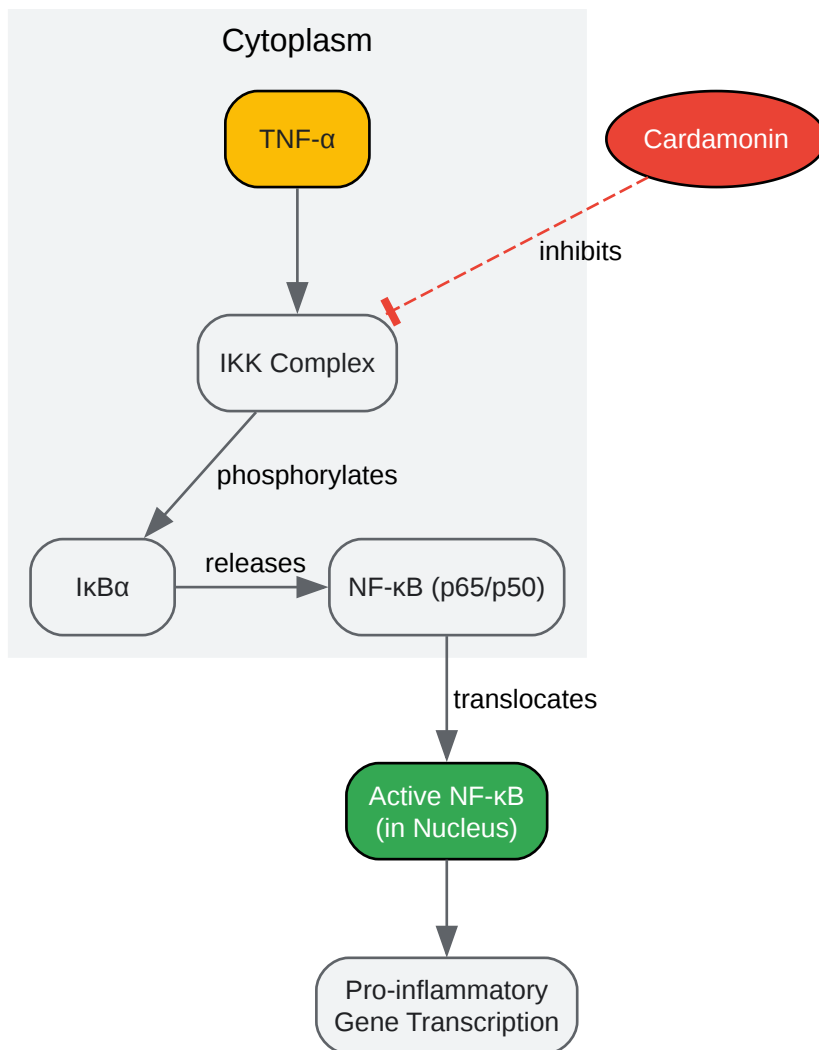 Cytoplasm
TNF-α
Cardamonin
inhibits
IKK Complex
phosphorylates
IκBα
releases
NF-κB (p65/p50)
translocates
Active NF-κB
(in Nucleus)
Pro-inflammatory
Gene Transcription